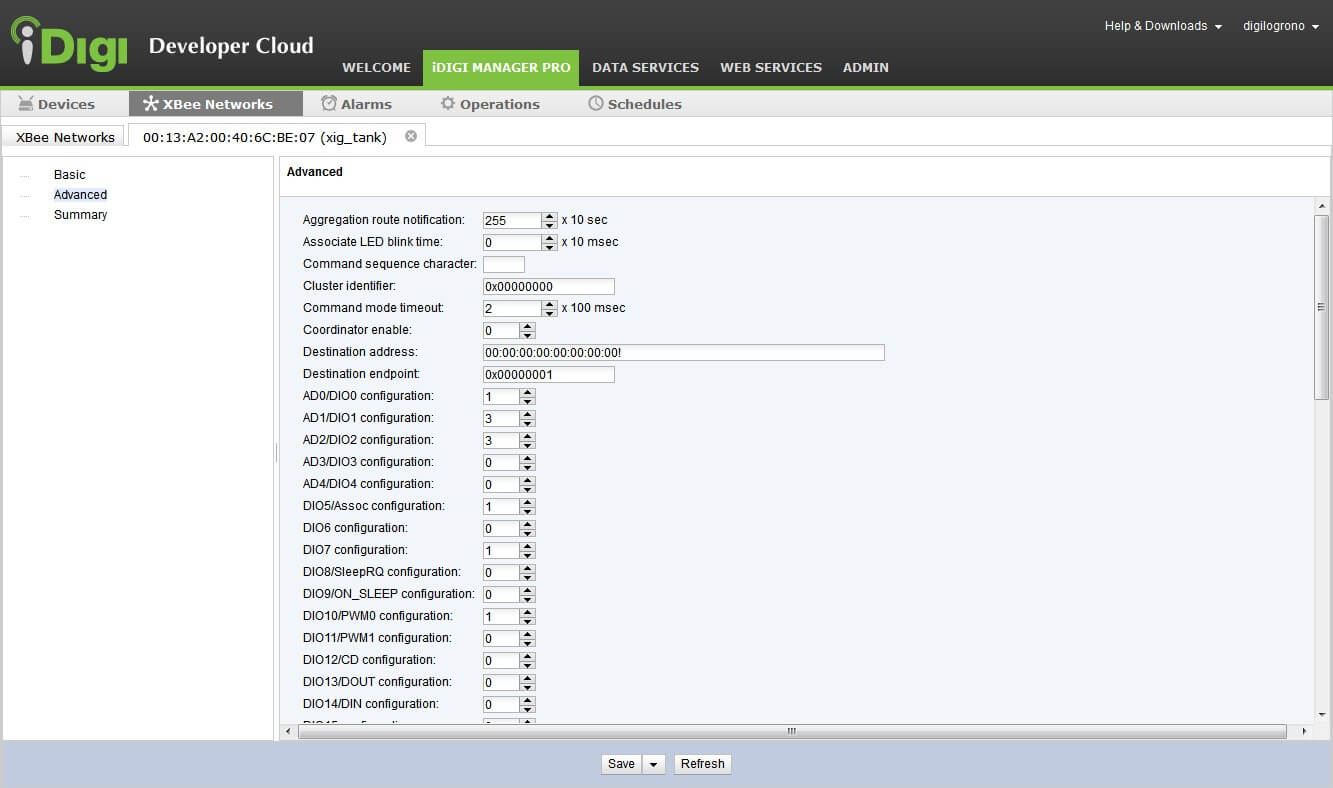 iDigi Developer Cloud
Help & Downloads digilogrono
WELCOME iDIGI MANAGER PRO DATA SERVICES WEB SERVICES ADMIN
Devices XBee Networks Alarms Operations Schedules
XBee Networks 00:13:A2:00:40:6C:BE:07 (xig_tank)
Basic
Advanced
Summary
Advanced
Aggregation route notification: 255 x 10 sec
Associate LED blink time: 0 x 10 msec
Command sequence character:
Cluster identifier: 0x00000000
Command mode timeout: 2 x 100 msec
Coordinator enable: 0
Destination address: 00:00:00:00:00:00:00:00!
Destination endpoint: 0x00000001
AD0/DIO0 configuration: 1
AD1/DIO1 configuration: 3
AD2/DIO2 configuration: 3
AD3/DIO3 configuration: 0
AD4/DIO4 configuration: 0
DIO5/Assoc configuration: 1
DIO6 configuration: 0
DIO7 configuration: 1
DIO8/SleepRQ configuration: 0
DIO9/ON_SLEEP configuration: 0
DIO10/PWM0 configuration: 1
DIO11/PWM1 configuration: 0
DIO12/CD configuration: 0
DIO13/DOUT configuration: 0
DIO14/DIN configuration: 0
Save Refresh